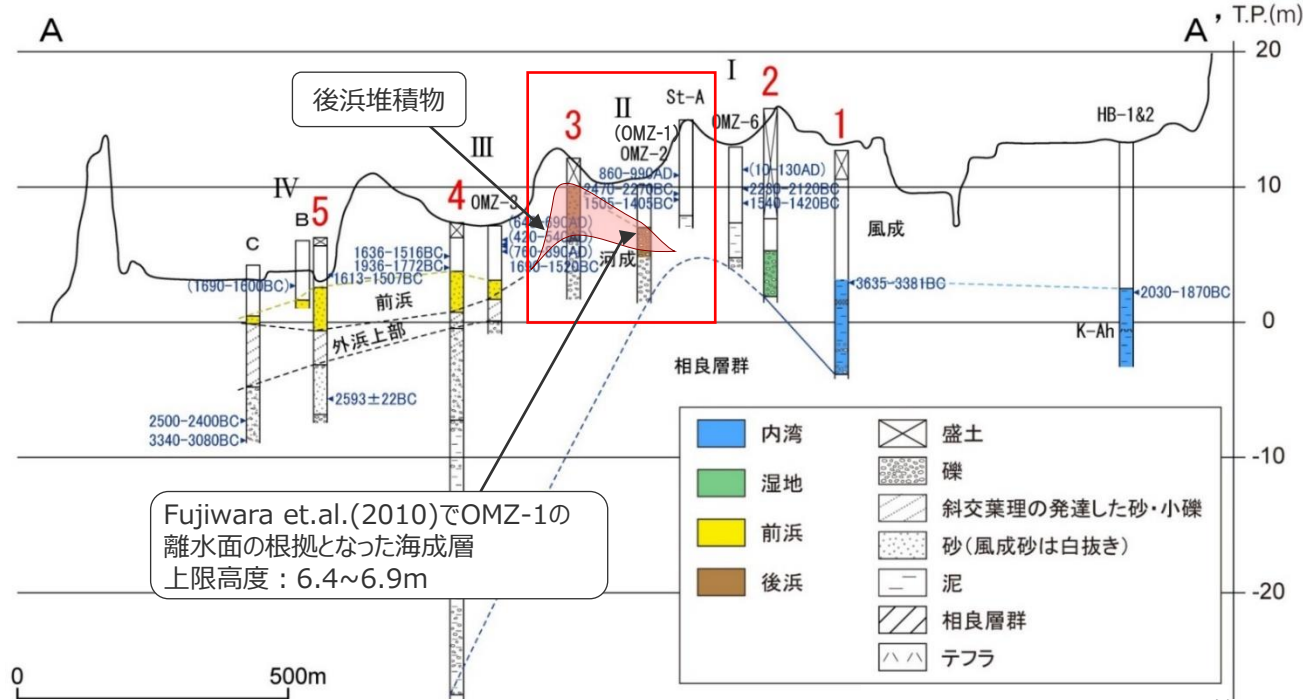 A
A'
T.P.(m)
20
10
0
-10
-20
後浜堆積物
I
II
III
IV
1
2
3
4
5
St-A
OMZ-6
(OMZ-1)
OMZ-2
OMZ-3
HB-1&2
B
C
860-990AD
2470-2270BC
1505-1405BC
(10-130AD)
1540-1420BC
1636-1516BC
1936-1772BC
1613-1507BC
(1690-1600BC)
3635-3381BC
2030-1870BC
K-Ah
2593±22BC
2500-2400BC
3340-3080BC
風成
河成
前浜
外浜上部
相良層群
Fujiwara et.al.(2010)でOMZ-1の
離水面の根拠となった海成層
上限高度：6.4~6.9m
内湾
湿地
前浜
後浜
盛土
礫
斜交葉理の発達した砂・小礫
砂(風成砂は白抜き)
泥
相良層群
テフラ
0
500m